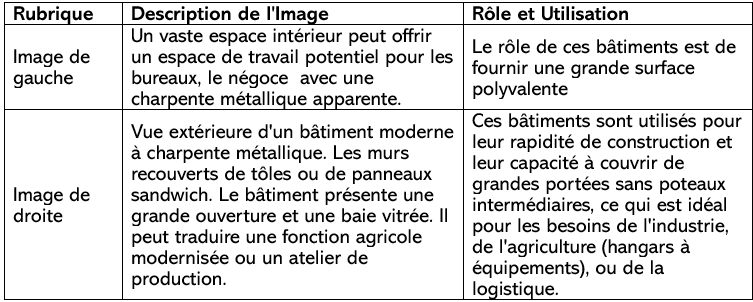 Rubrique Description de l'Image Rôle et Utilisation
Image de gauche
Un vaste espace intérieur peut offrir
un espace de travail potentiel pour les
bureaux, le négoce avec une
charpente métallique apparente.
Le rôle de ces bâtiments est de
fournir une grande surface
polyvalente
Image de droite
Vue extérieure d'un bâtiment moderne
à charpente métallique. Les murs
recouverts de tôles ou de panneaux
sandwich. Le bâtiment présente une
grande ouverture et une baie vitrée. Il
peut traduire une fonction agricole
modernisée ou un atelier de
production.
Ces bâtiments sont utilisés pour
leur rapidité de construction et
leur capacité à couvrir de
grandes portées sans poteaux
intermédiaires, ce qui est idéal
pour les besoins de l'industrie,
de l'agriculture (hangars à
équipements), ou de la
logistique.